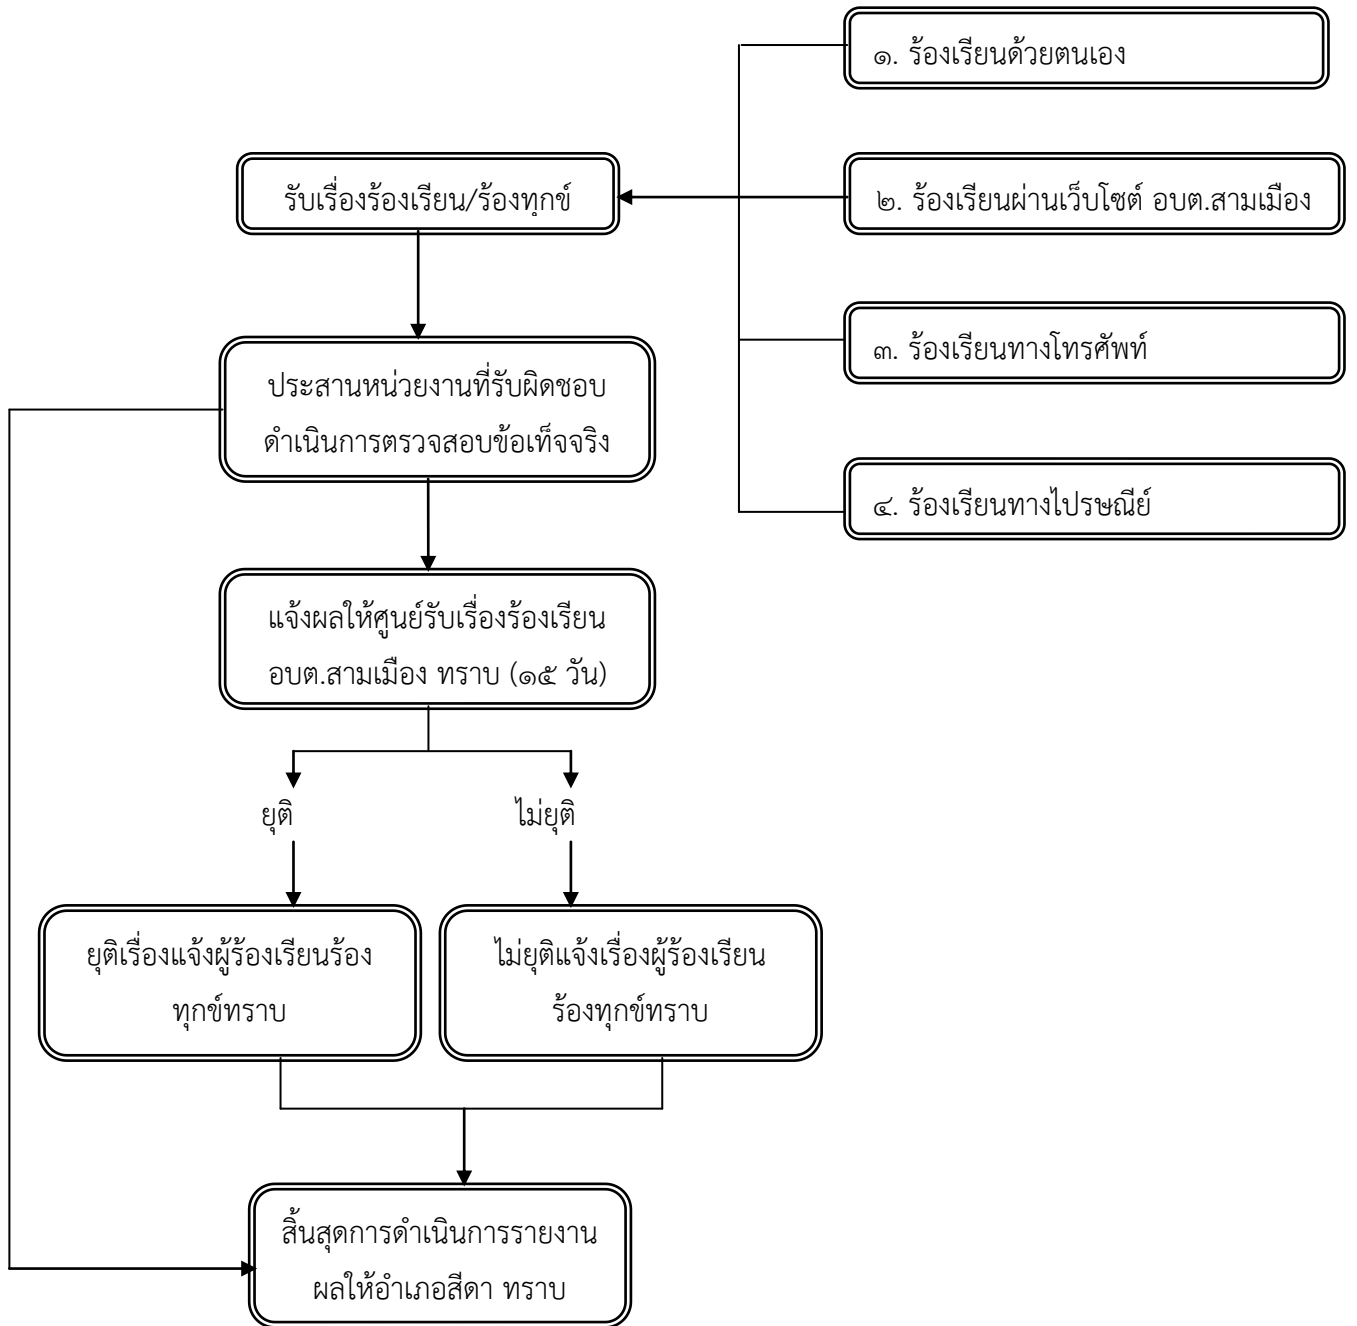 ๑. ร้องเรียนด้วยตนเอง
รับเรื่องร้องเรียน/ร้องทุกข์
๒. ร้องเรียนผ่านเว็บไซต์ อบต.สามเมือง
๓. ร้องเรียนทางโทรศัพท์
ประสานหน่วยงานที่รับผิดชอบ
ดำเนินการตรวจสอบข้อเท็จจริง
๔. ร้องเรียนทางไปรษณีย์
แจ้งผลให้ศูนย์รับเรื่องร้องเรียน
อบต.สามเมือง ทราบ (๑๕ วัน)
ยุติ
ไม่ยุติ
ยุติเรื่องแจ้งผู้ร้องเรียนร้อง
ทุกข์ทราบ
ไม่ยุติแจ้งเรื่องผู้ร้องเรียน
ร้องทุกข์ทราบ
สิ้นสุดการดำเนินการรายงาน
ผลให้อำเภอสีดา ทราบ